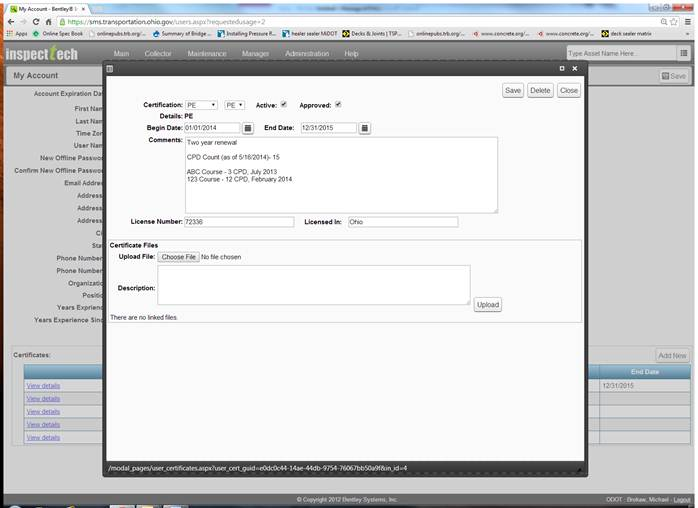 My Account - Bentley® I
https://sms.transportation.ohio.gov/users.aspx?requestedusage=2
Apps Online Spec Book onlinepubs.trb.org/... Summary of Bridge ... Installing Pressure R... healer sealer MiDOT Decks & Joints | TSP... onlinepubs.trb.org/... www.concrete.org/... www.concrete.org/... deck sealer matrix
inspecttech Main Collector Maintenance Manager Administration Help Type Asset Name Here...
My Account Save
Account Expiration Da
First Nam
Last Nam
Time Zon
User Nam
New Offline Passwor
Confirm New Offline Passwor
Email Addres
Address
Address
Address
Ci
Sta
Phone Number
Phone Number
Organizatio
Positio
Years Exprienc
Years Experience Sinc
Save Delete Close
Certification: PE PE Active: Approved:
Details: PE
Begin Date: 01/01/2014 End Date: 12/31/2015
Comments: Two year renewal
CPD Count (as of 5/16/2014)- 15
ABC Course - 3 CPD, July 2013
123 Course - 12 CPD, February 2014
License Number: 72336 Licensed In: Ohio
Certificate Files
Upload File: Choose File No file chosen
Description:
Upload
There are no linked files.
Certificates: Add New
End Date
View details 12/31/2015
View details
View details
View details
View details
/modal_pages/user_certificates.aspx?user_cert_guid=e0dc0c44-14ae-44db-9754-76067bb50a9f&in_id=4
© Copyright 2012 Bentley Systems, Inc.
ODOT : Brokaw, Michael - Logout